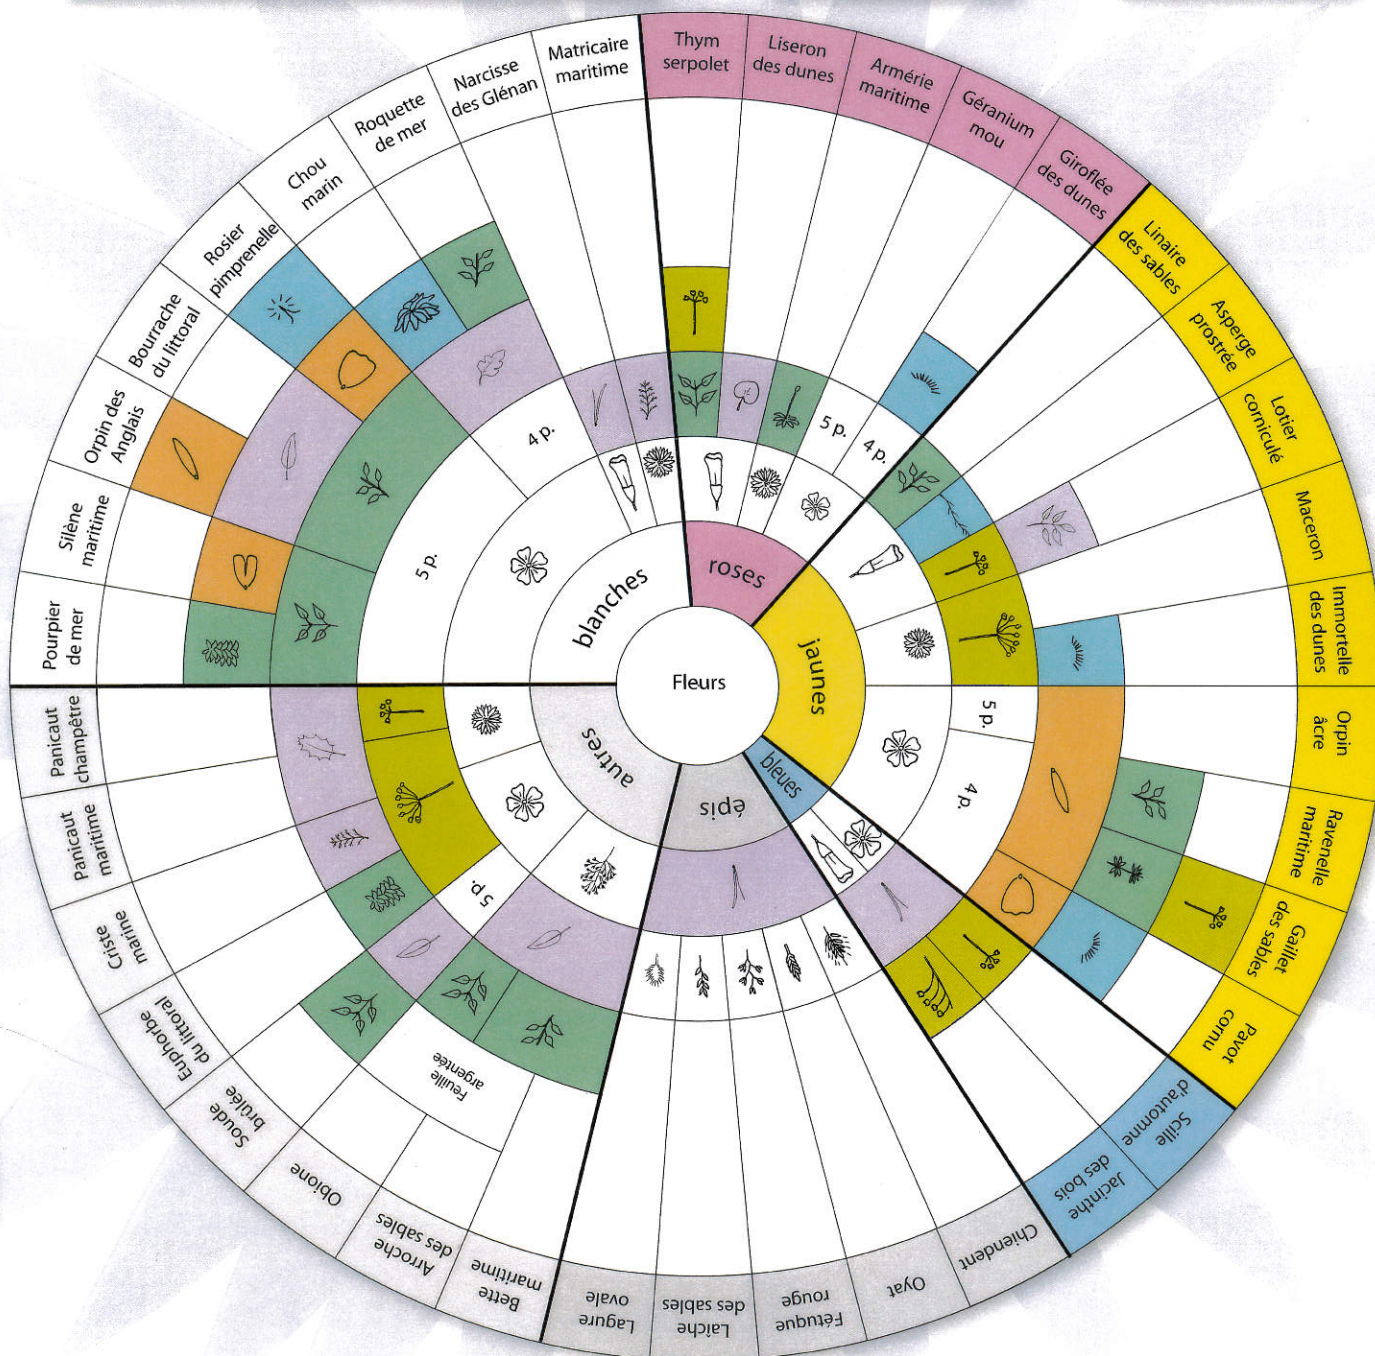 Fleurs
blanches
roses
jaunes
bleues
épis
autres
Matricaire
maritime
Thym
serpolet
Liseron
des dunes
Armérie
maritime
Géranium
mou
Giroflée
des dunes
Linaire
des sables
Asperge
prostrée
Lotier
corniculé
Maceron
Immortelle
des dunes
Orpin
âcre
Ravenelle
maritime
Gaillet
des sables
Pavot
cornu
Scille
d'automne
Jacinthe
des bois
Chiendent
Oyat
Fétuque
rouge
Laîche
des sables
Lagure
ovale
Bette
maritime
Arroche
des sables
Obione
Soude
brûlée
Euphorbe
du littoral
Criste
marine
Panicaut
maritime
Panicaut
champêtre
Pourpier
de mer
Silène
maritime
Orpin des
Anglais
Bourrache
du littoral
Rosier
pimprenelle
Chou
marin
Roquette
de mer
Narcisse
des Glénan
5 p.
4 p.
5 p.
4 p.
5 p.
4 p.
5 p.
Feuille
argentée